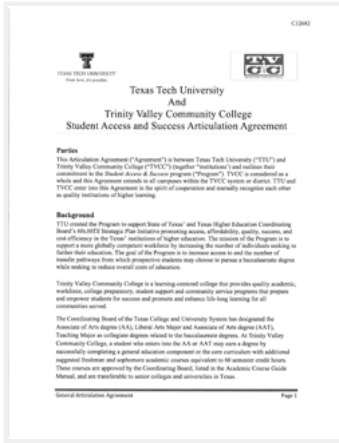 C12682
TEXAS TECH UNIVERSITY
From here, it's possible.
TVCC
Texas Tech University
And
Trinity Valley Community College
Student Access and Success Articulation Agreement
Parties
This Articulation Agreement ("Agreement") is between Texas Tech University ("TTU") and
Trinity Valley Community College ("TVCC") (together "institutions") and outlines their
commitment to the Student Access & Success program ("Program"). TVCC is considered as a
whole and this Agreement extends to all campuses within the TVCC system or district. TTU and
TVCC enter into this Agreement in the spirit of cooperation and mutually recognize each other
as quality institutions of higher learning.
Background
TTU created the Program to support State of Texas' and Texas Higher Education Coordinating
Board's 60x30TX Strategic Plan Initiative promoting access, affordability, quality, success, and
cost efficiency in the Texas' institutions of higher education. The mission of the Program is to
support a more globally competent workforce by increasing the number of individuals seeking to
further their education. The goal of the Program is to increase access to and the number of
transfer pathways from which prospective students may choose to pursue a baccalaureate degree
while seeking to reduce overall costs of education.
Trinity Valley Community College is a learning-centered college that provides quality academic,
workforce, college preparatory, student support and community service programs that prepare
and empower students for success and promote and enhance life-long learning for all
communities served.
The Coordinating Board of the Texas College and University System has designated the
Associate of Arts degree (AA), Liberal Arts Major and Associate of Arts degree (AAT),
Teaching Major as collegiate degrees related to the baccalaureate degrees. At Trinity Valley
Community College, a student who enters into the AA or AAT may earn a degree by
successfully completing a general education component or the core curriculum with additional
suggested freshman and sophomore academic courses equivalent to 60 semester credit hours.
These courses are approved by the Coordinating Board, listed in the Academic Course Guide
Manual, and are transferable to senior colleges and universities in Texas.
General Articulation Agreement Page 1